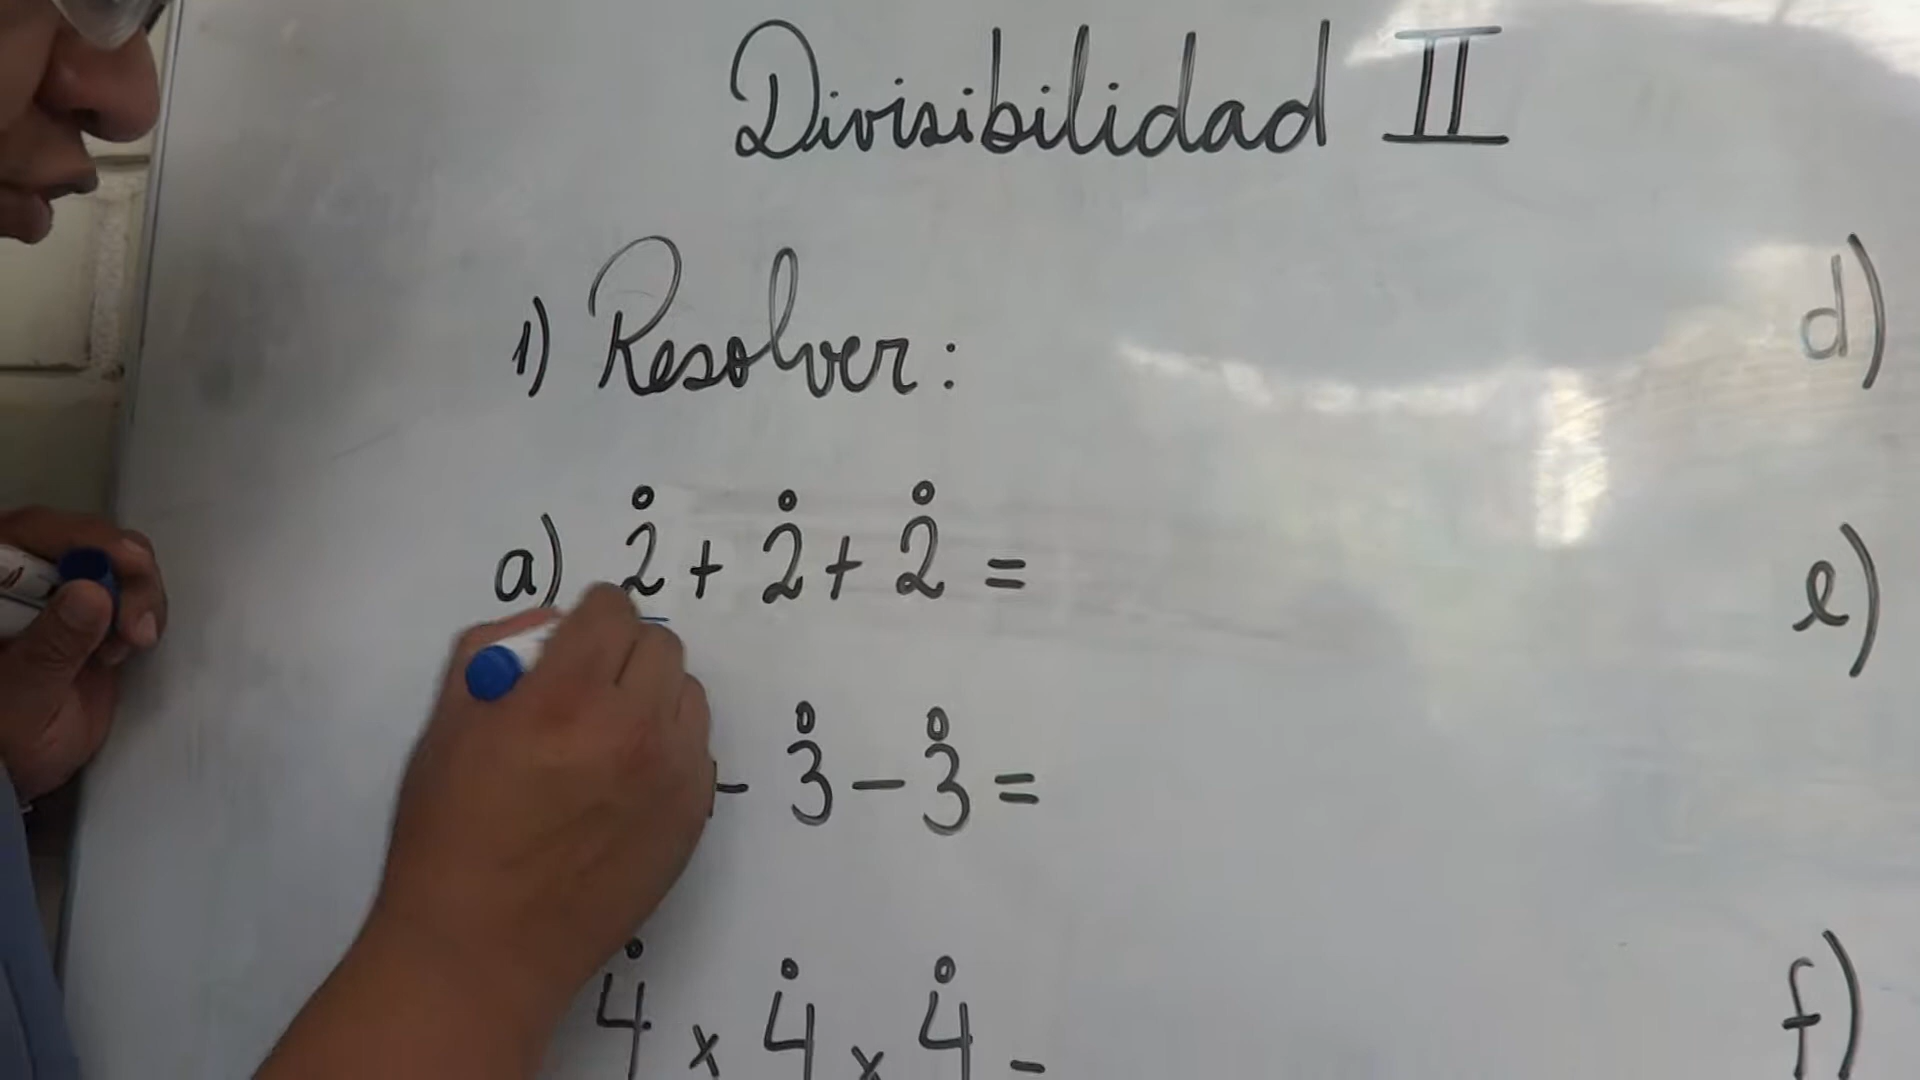 Divisibilidad II
1) Resolver:
a) 2̊ + 2̊ + 2̊ =
- 3̊ - 3̊ =
4̊ x 4̊ x 4̊ =
d)
e)
f)